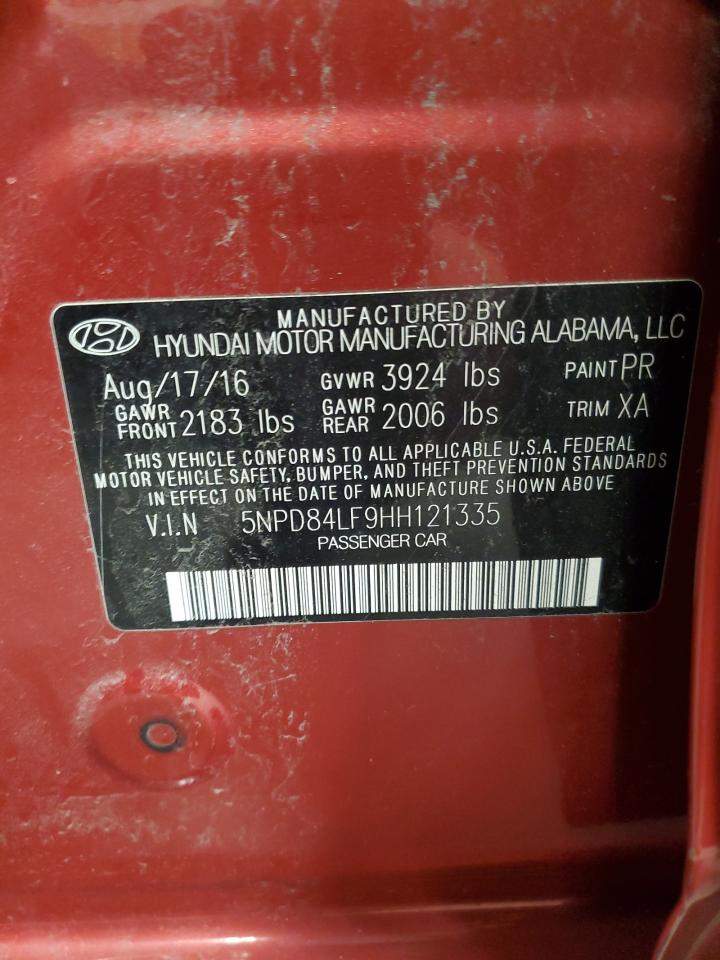 MANUFACTURED BY
HYUNDAI MOTOR MANUFACTURING ALABAMA, LLC
Aug/17/16 GVWR 3924 lbs PAINT PR
GAWR FRONT 2183 lbs GAWR REAR 2006 lbs TRIM XA
THIS VEHICLE CONFORMS TO ALL APPLICABLE U.S.A. FEDERAL
MOTOR VEHICLE SAFETY, BUMPER, AND THEFT PREVENTION STANDARDS
IN EFFECT ON THE DATE OF MANUFACTURE SHOWN ABOVE
V.I.N 5NPD84LF9HH121335
PASSENGER CAR